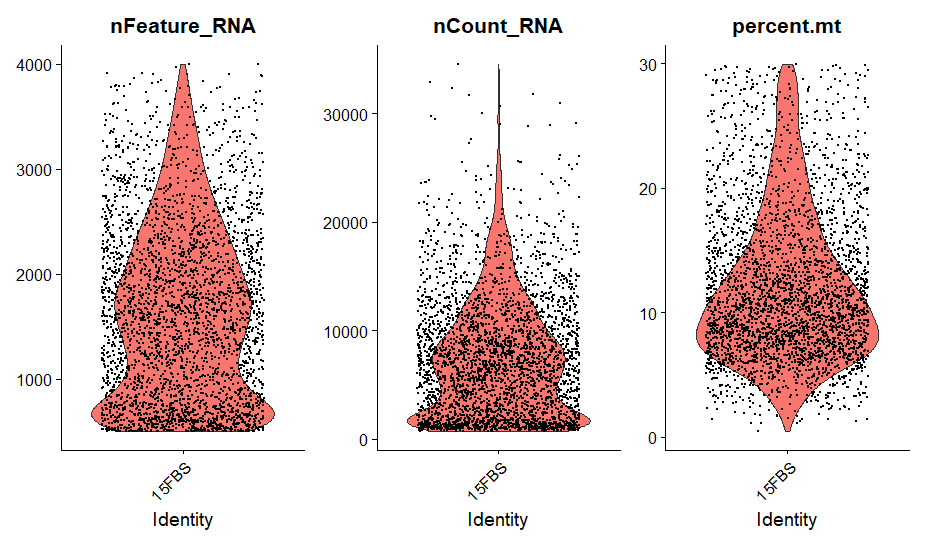 nFeature_RNA
4000
3000
2000
1000
15FBS
Identity
nCount_RNA
30000
20000
10000
0
15FBS
Identity
percent.mt
30
20
10
0
15FBS
Identity